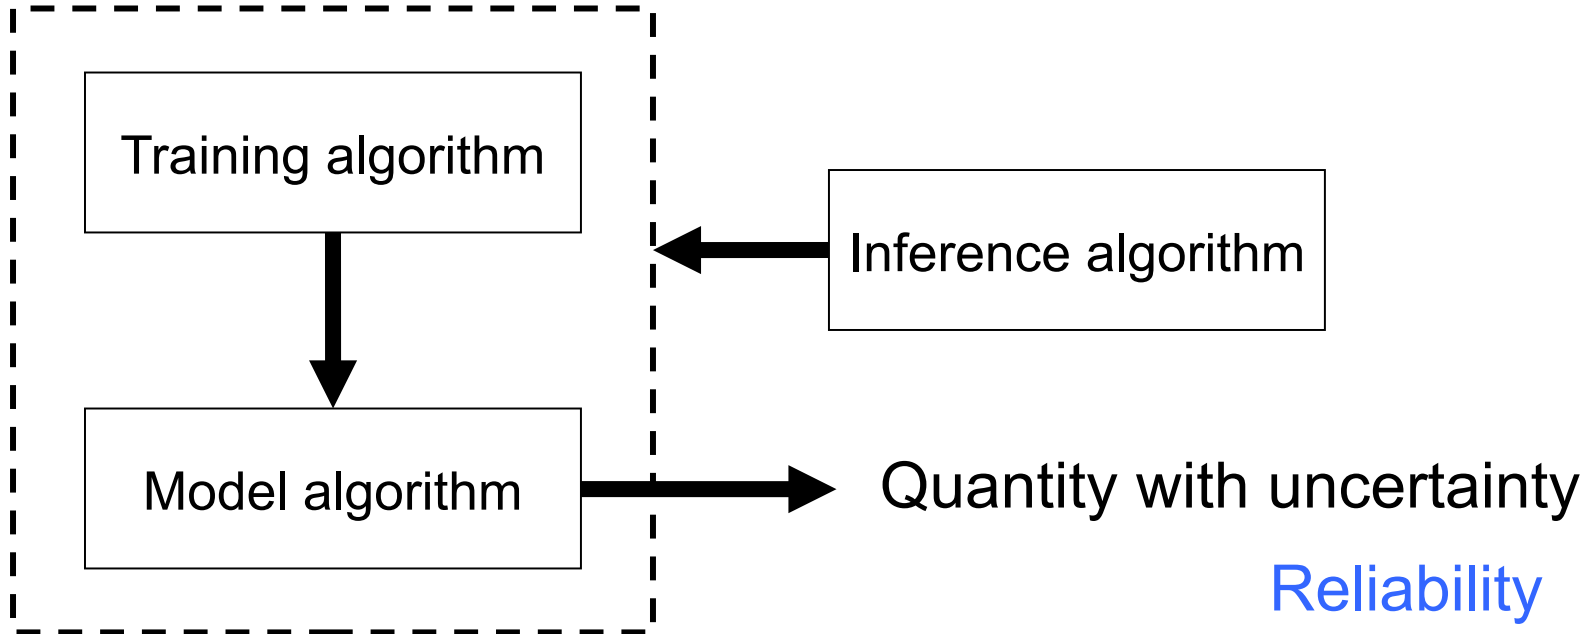 Training algorithm
Inference algorithm
Model algorithm
Quantity with uncertainty
Reliability